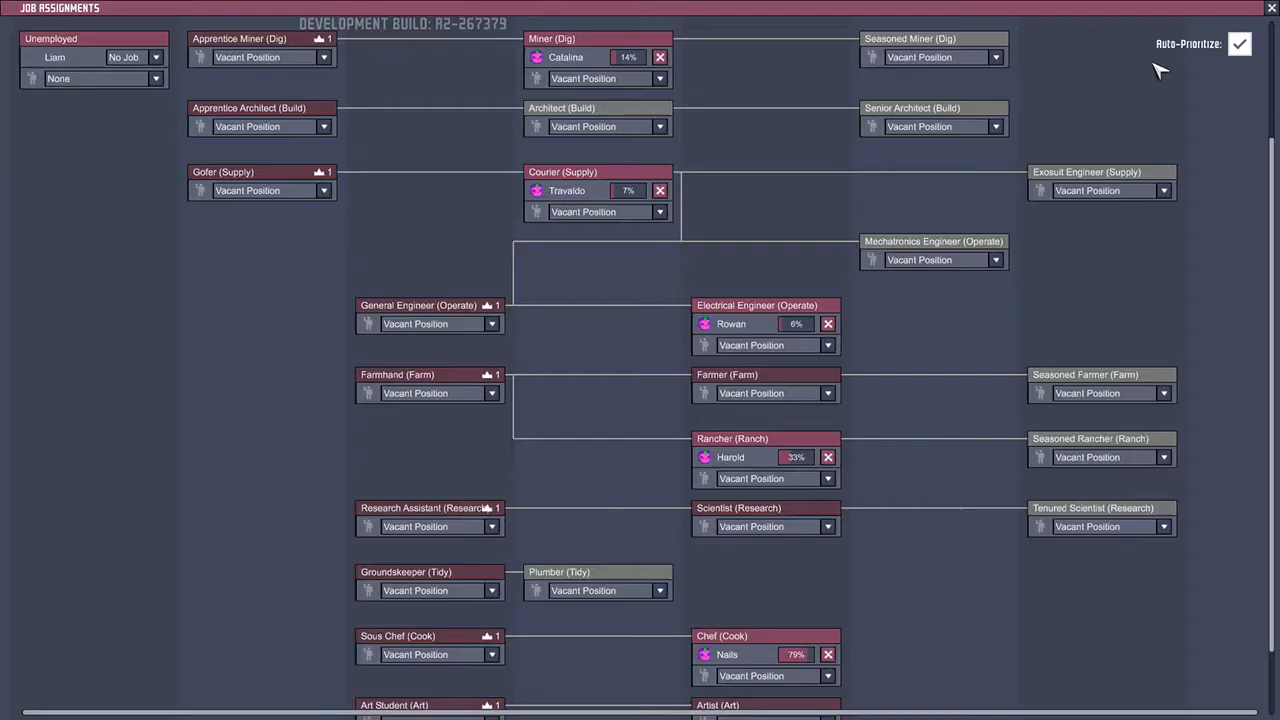 JOB ASSIGNMENTS
DEVELOPMENT BUILD: A2-267379
Auto-Prioritize:
Unemployed
Liam No Job
None
Apprentice Miner (Dig) 1
Vacant Position
Miner (Dig)
Catalina 14%
Vacant Position
Seasoned Miner (Dig)
Vacant Position
Apprentice Architect (Build)
Vacant Position
Architect (Build)
Vacant Position
Senior Architect (Build)
Vacant Position
Gofer (Supply) 1
Vacant Position
Courier (Supply)
Travaldo 7%
Vacant Position
Exosuit Engineer (Supply)
Vacant Position
Mechatronics Engineer (Operate)
Vacant Position
General Engineer (Operate) 1
Vacant Position
Electrical Engineer (Operate)
Rowan 6%
Vacant Position
Farmhand (Farm) 1
Vacant Position
Farmer (Farm)
Vacant Position
Seasoned Farmer (Farm)
Vacant Position
Rancher (Ranch)
Harold 33%
Vacant Position
Seasoned Rancher (Ranch)
Vacant Position
Research Assistant (Research 1
Vacant Position
Scientist (Research)
Vacant Position
Tenured Scientist (Research)
Vacant Position
Groundskeeper (Tidy)
Vacant Position
Plumber (Tidy)
Vacant Position
Sous Chef (Cook) 1
Vacant Position
Chef (Cook)
Nails 79%
Vacant Position
Art Student (Art) 1
Artist (Art)